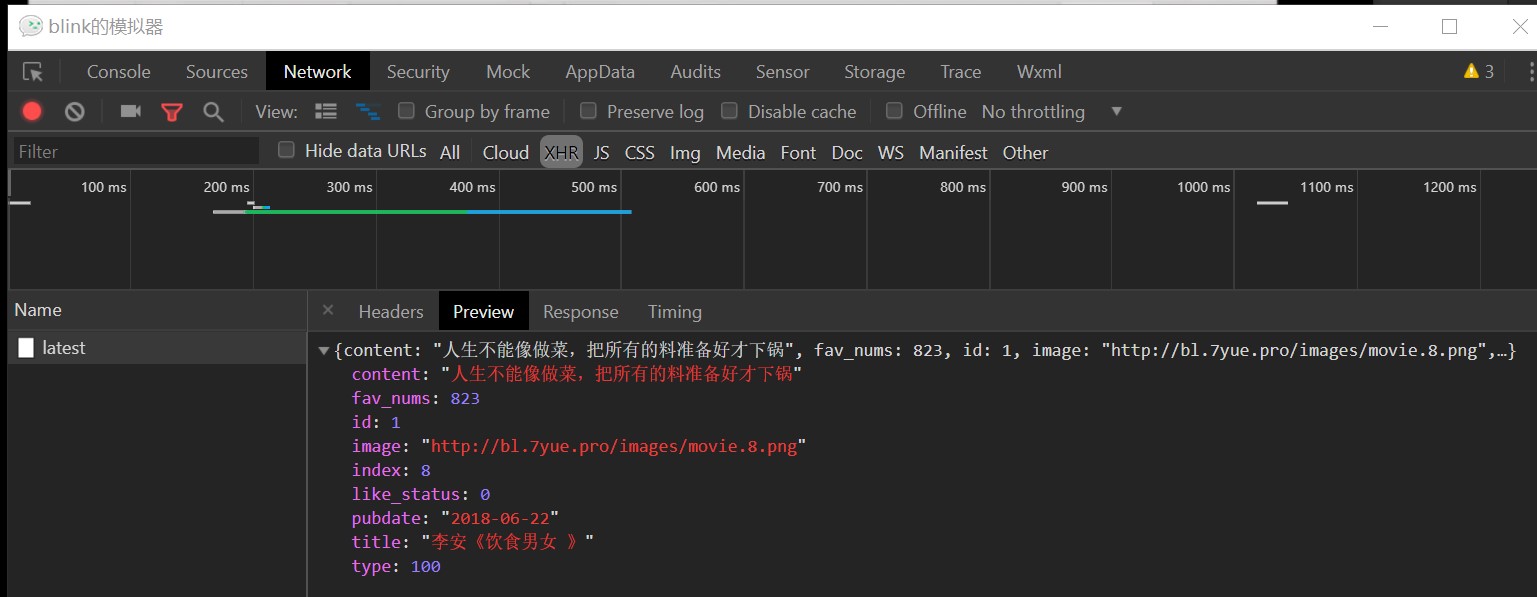 blink的模拟器
Console Sources Network Security Mock AppData Audits Sensor Storage Trace Wxml 3
View: Group by frame Preserve log Disable cache Offline No throttling
Filter Hide data URLs All Cloud XHR JS CSS Img Media Font Doc WS Manifest Other
100 ms 200 ms 300 ms 400 ms 500 ms 600 ms 700 ms 800 ms 900 ms 1000 ms 1100 ms 1200 ms
Name × Headers Preview Response Timing
latest
{content: "人生不能像做菜，把所有的料准备好才下锅", fav_nums: 823, id: 1, image: "http://bl.7yue.pro/images/movie.8.png",…}
content: "人生不能像做菜，把所有的料准备好才下锅"
fav_nums: 823
id: 1
image: "http://bl.7yue.pro/images/movie.8.png"
index: 8
like_status: 0
pubdate: "2018-06-22"
title: "李安《饮食男女 》"
type: 100